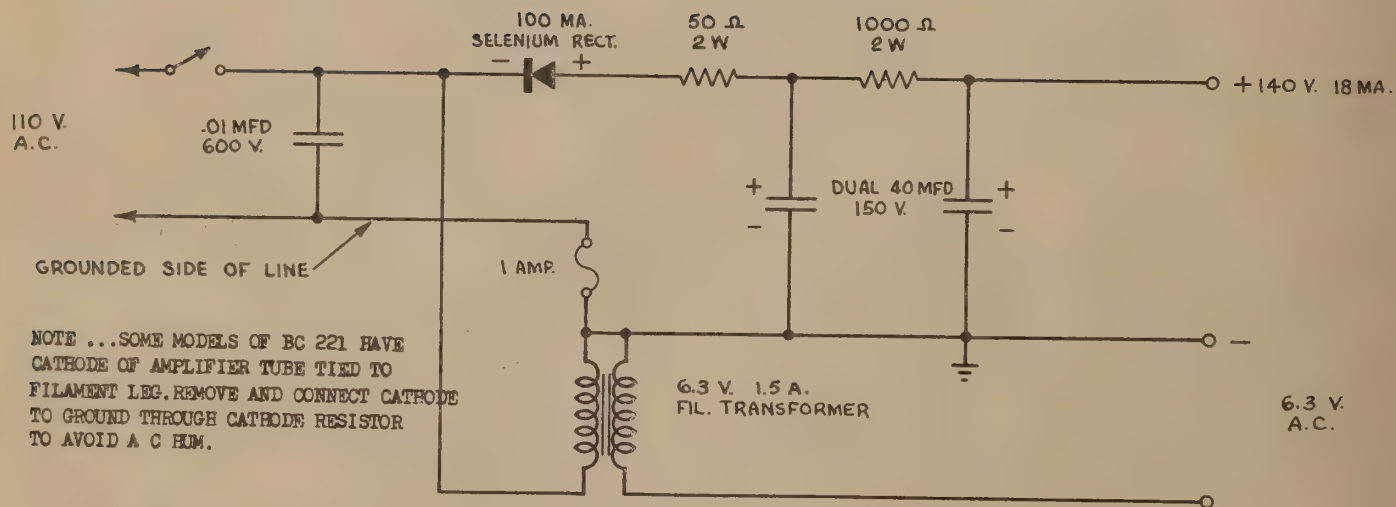 100 MA.
SELENIUM RECT.
- +
50 Ω
2 W
1000 Ω
2 W
+ 140 V. 18 MA.
110 V.
A.C.
.01 MFD
600 V.
+
-
DUAL 40 MFD
150 V.
+
-
GROUNDED SIDE OF LINE
1 AMP.
-
NOTE ...SOME MODELS OF BC 221 HAVE
CATHODE OF AMPLIFIER TUBE TIED TO
FILAMENT LEG. REMOVE AND CONNECT CATHODE
TO GROUND THROUGH CATHODE RESISTOR
TO AVOID A C HUM.
6.3 V. 1.5 A.
FIL. TRANSFORMER
6.3 V.
A.C.